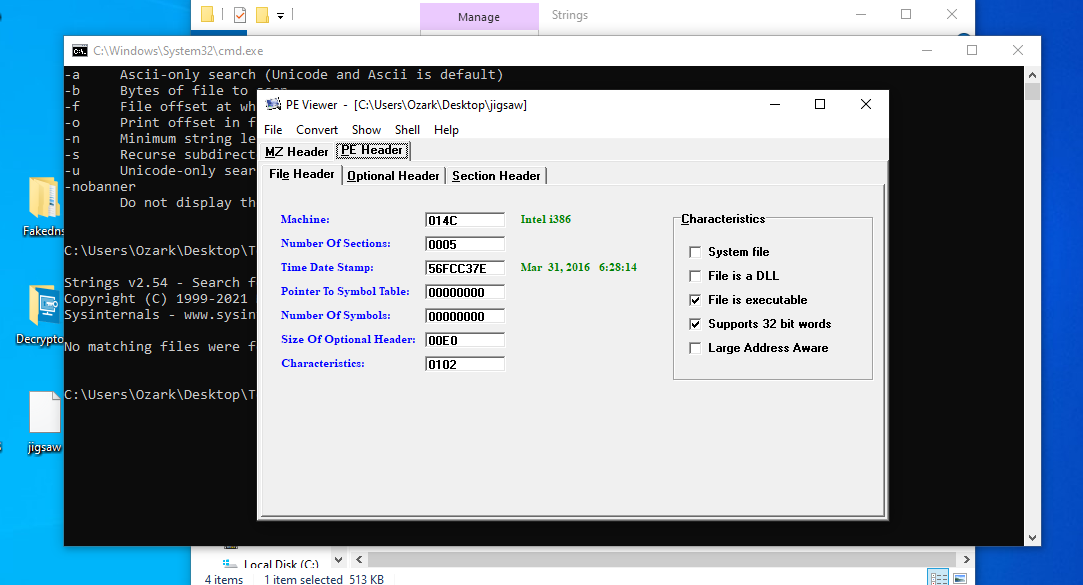 Manage
Strings
C:\Windows\System32\cmd.exe
-a Ascii-only search (Unicode and Ascii is default)
-b Bytes of file to scan
-f File offset at wh
-o Print offset in f
-n Minimum string le
-s Recurse subdirect
-u Unicode-only sear
-nobanner
Do not display th
C:\Users\Ozark\Desktop\T
Strings v2.54 - Search f
Copyright (C) 1999-2021
Sysinternals - www.sysin
No matching files were f
C:\Users\Ozark\Desktop\T
PE Viewer - [C:\Users\Ozark\Desktop\jigsaw]
File Convert Show Shell Help
MZ Header PE Header
File Header Optional Header Section Header
Machine: 014C Intel i386
Number Of Sections: 0005
Time Date Stamp: 56FCC37E Mar 31, 2016 6:28:14
Pointer To Symbol Table: 00000000
Number Of Symbols: 00000000
Size Of Optional Header: 00E0
Characteristics: 0102
Characteristics
System file
File is a DLL
File is executable
Supports 32 bit words
Large Address Aware
Fakedns
Decrypto
jigsaw
Local Disk (C:)
4 items 1 item selected 513 KB